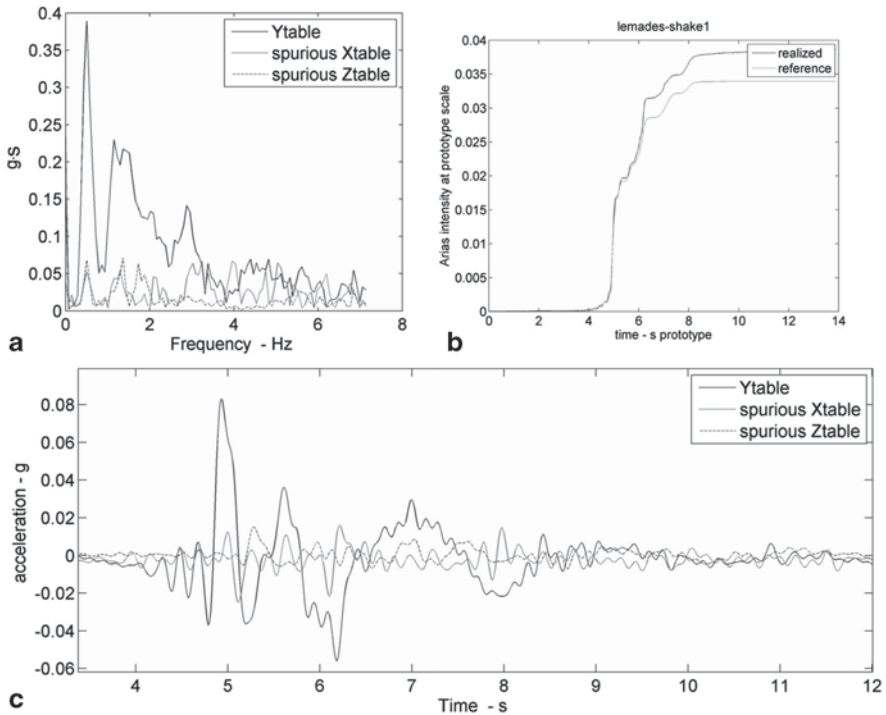 0.4
0.35
0.3
0.25
0.2
0.15
0.1
0.05
0
g·s
0 2 4 6 8
Frequency - Hz
Ytable
spurious Xtable
spurious Ztable
a
lemades-shake1
0.04
0.035
0.03
0.025
0.02
0.015
0.01
0.005
0
Arias intensity at prototype scale
0 2 4 6 8 10 12 14
time - s prototype
realized
reference
b
0.08
0.06
0.04
0.02
0
-0.02
-0.04
-0.06
acceleration - g
4 5 6 7 8 9 10 11 12
Time - s
Ytable
spurious Xtable
spurious Ztable
c